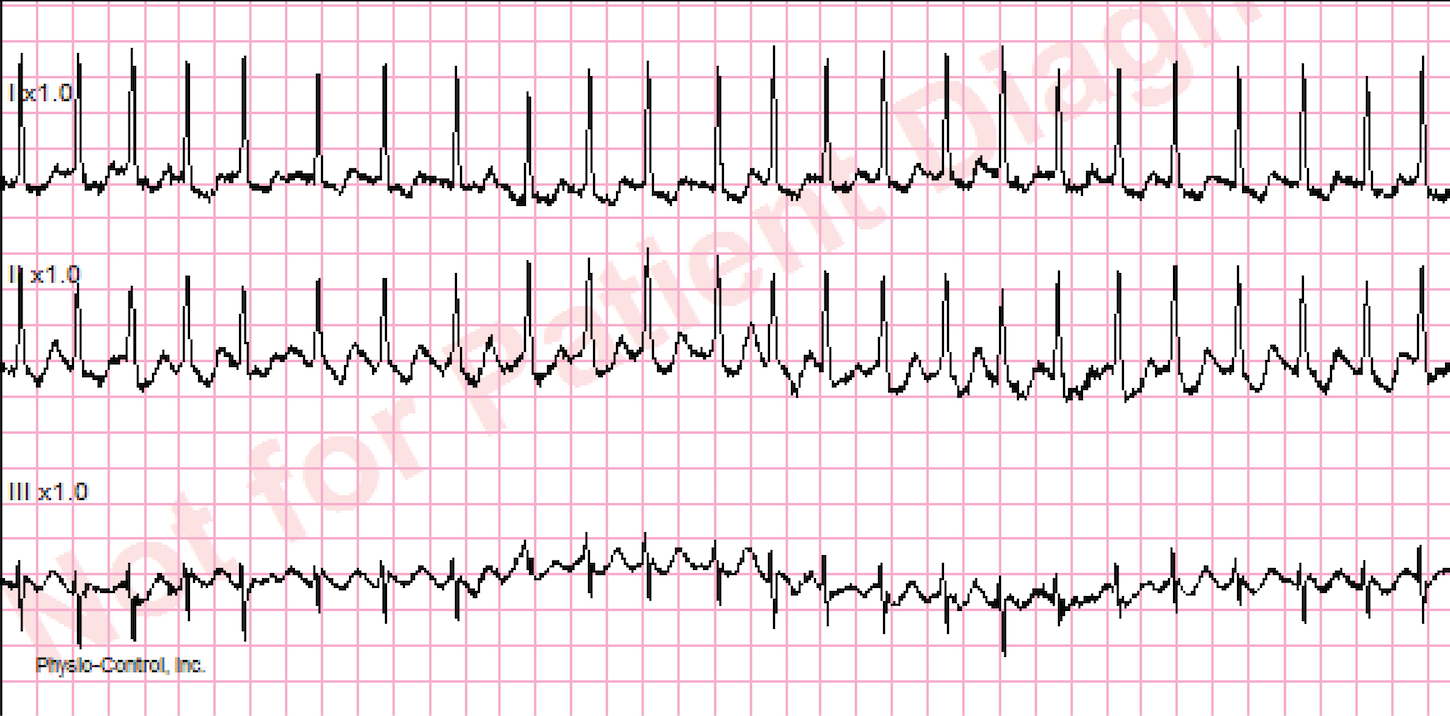 I x1.0
II x1.0
III x1.0
Not for Patient Diagn
Physio-Control, Inc.